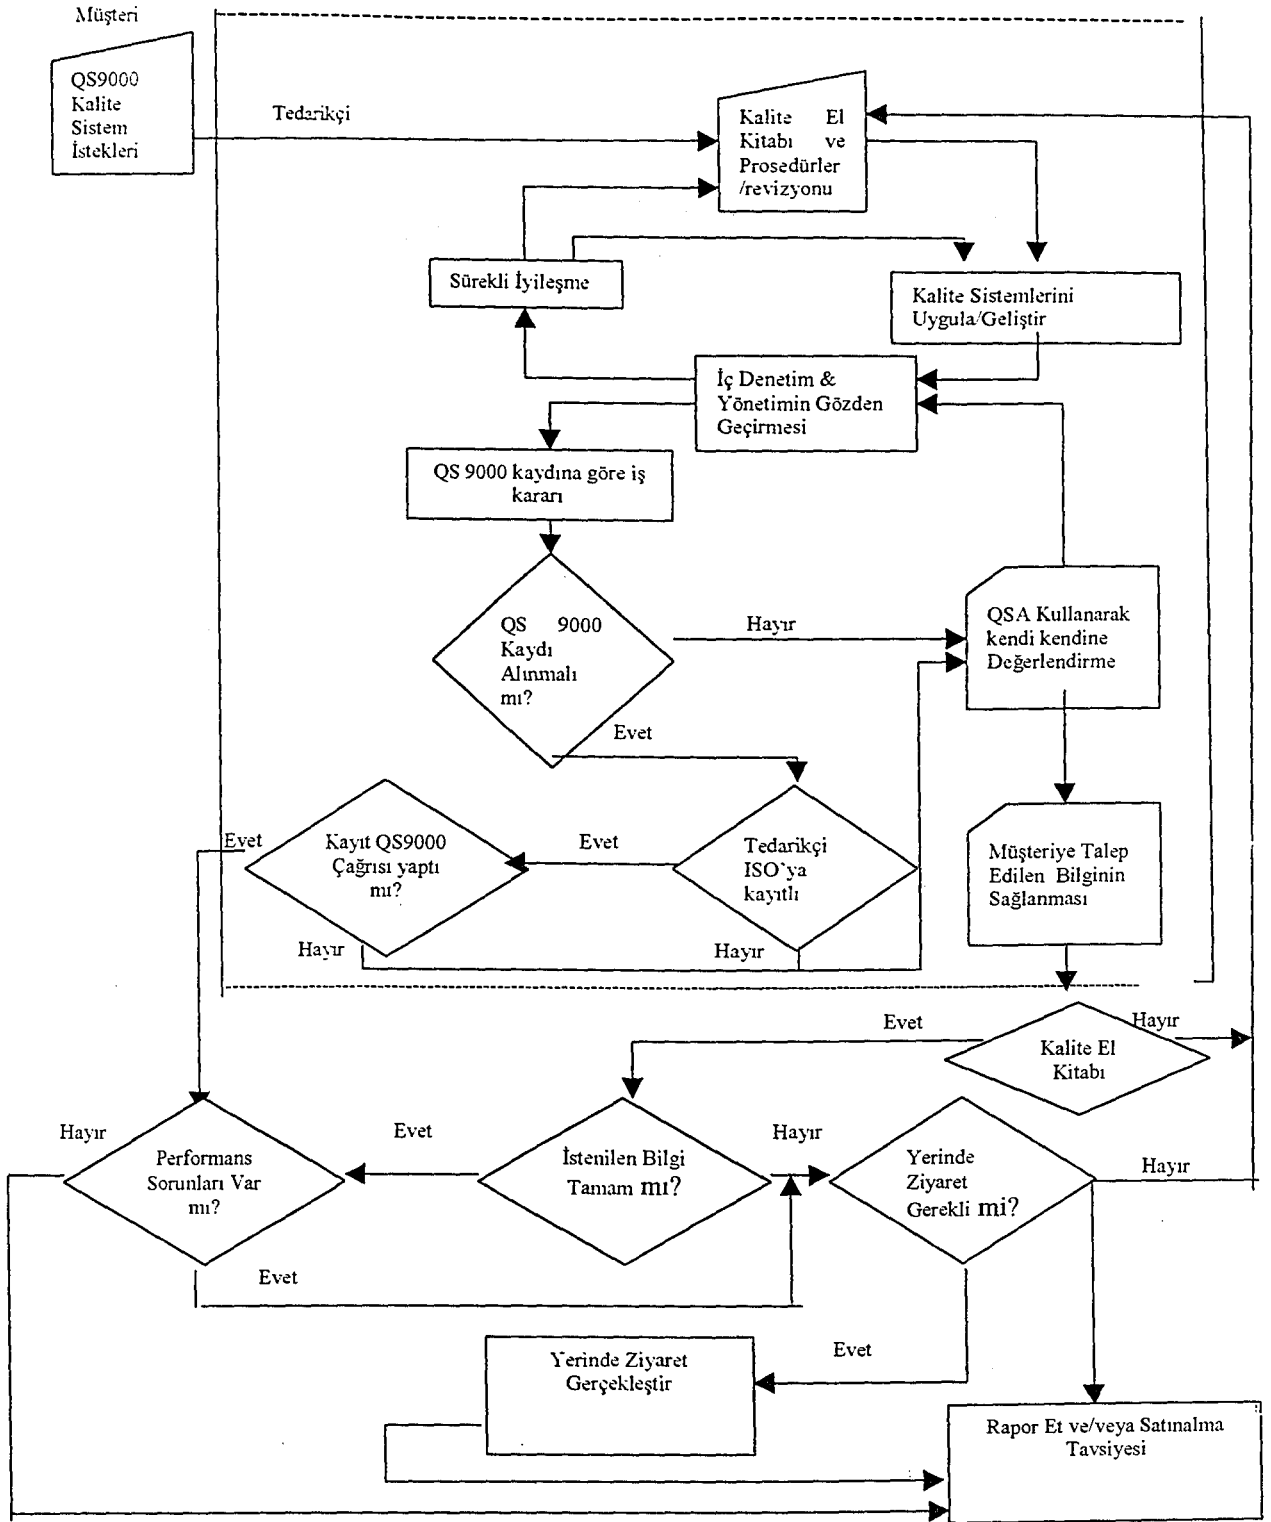 Müşteri
QS9000
Kalite
Sistem
İstekleri
Tedarikçi
Kalite El
Kitabı ve
Prosedürler
/revizyonu
Sürekli İyileşme
Kalite Sistemlerini
Uygula/Geliştir
İç Denetim &
Yönetimin Gözden
Geçirmesi
QS 9000 kaydına göre iş
kararı
QS 9000
Kaydı
Alınmalı
mı?
Hayır
QSA Kullanarak
kendi kendine
Değerlendirme
Evet
Evet
Kayıt QS9000
Çağrısı yaptı
mı?
Evet
Tedarikçi
ISO'ya
kayıtlı
Müşteriye Talep
Edilen Bilginin
Sağlanması
Hayır
Hayır
Evet
Hayır
Kalite El
Kitabı
Hayır
Performans
Sorunları Var
mı?
Evet
İstenilen Bilgi
Tamam mı?
Hayır
Yerinde
Ziyaret
Gerekli mi?
Hayır
Evet
Yerinde Ziyaret
Gerçekleştir
Evet
Rapor Et ve/veya Satınalma
Tavsiyesi